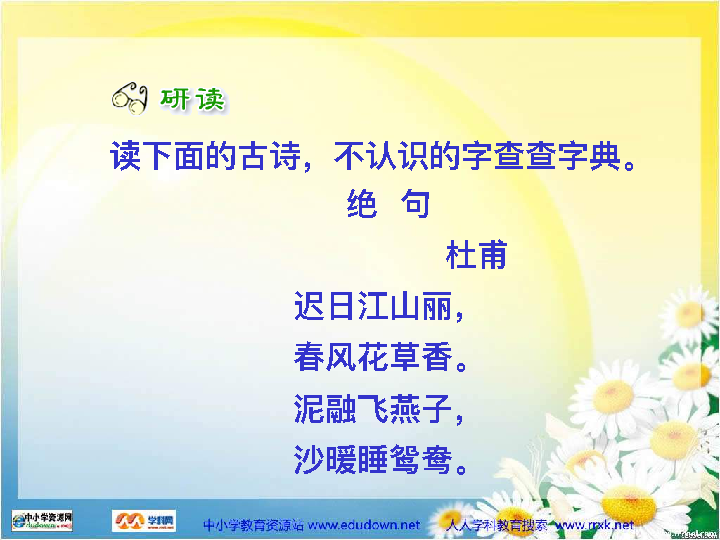 研读
读下面的古诗，不认识的字查查字典。
绝 句
杜甫
迟日江山丽，
春风花草香。
泥融飞燕子，
沙暖睡鸳鸯。
中小学资源网 学科网 中小学教育资源站 www.edudown.net 人人学科教育搜索 www.rrxk.net